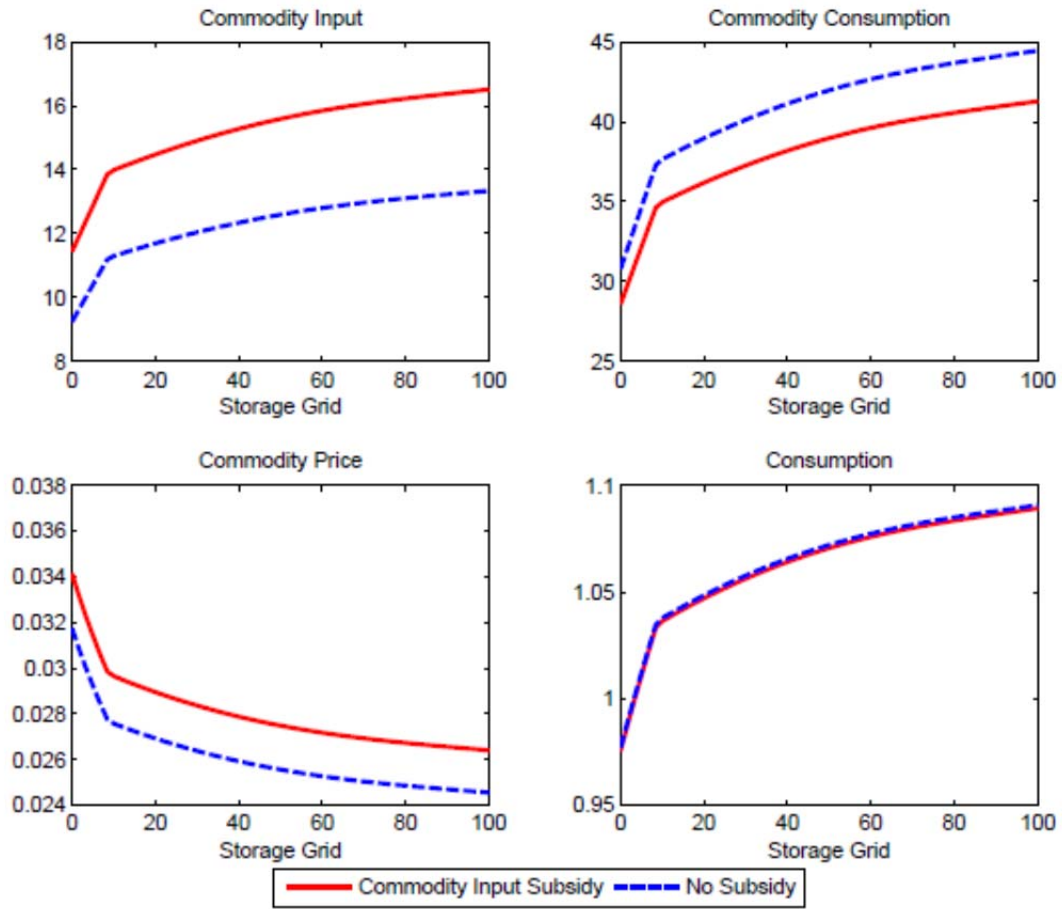 Commodity Input
18
16
14
12
10
8
0 20 40 60 80 100
Storage Grid
Commodity Consumption
45
40
35
30
25
0 20 40 60 80 100
Storage Grid
Commodity Price
0.038
0.036
0.034
0.032
0.03
0.028
0.026
0.024
0 20 40 60 80 100
Storage Grid
Consumption
1.1
1.05
1
0.95
0 20 40 60 80 100
Storage Grid
Commodity Input Subsidy No Subsidy